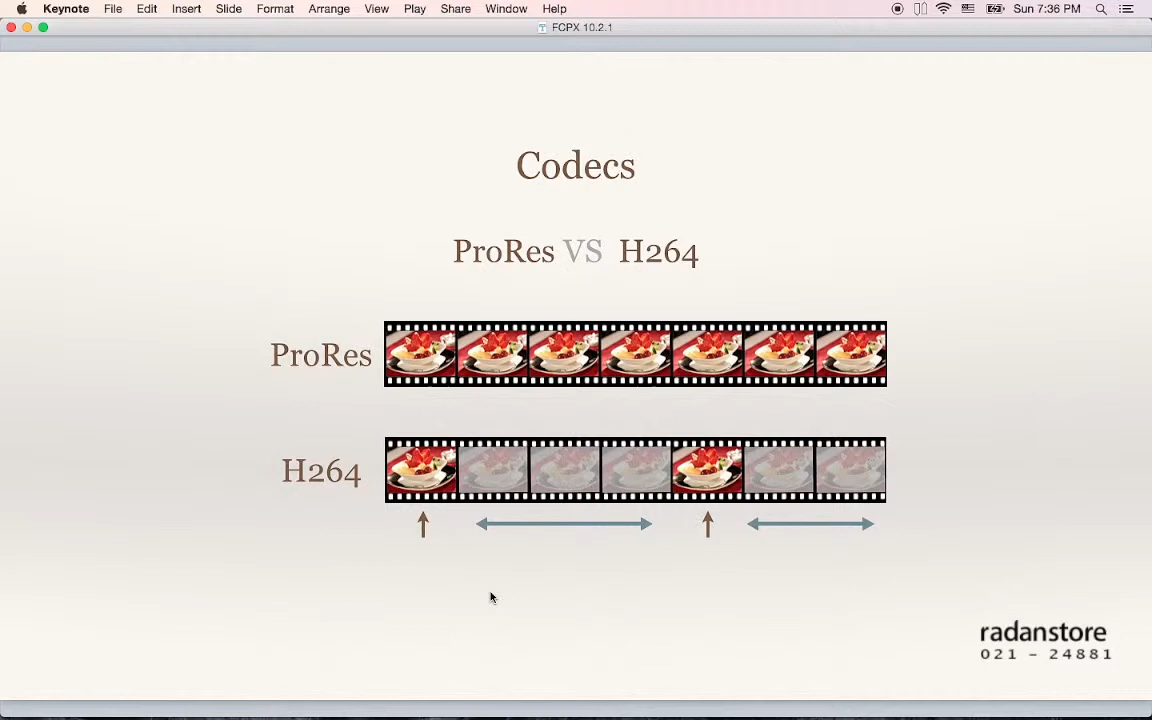 Keynote File Edit Insert Slide Format Arrange View Play Share Window Help Sun 7:36 PM
FCPX 10.2.1
Codecs
ProRes VS H264
ProRes
H264
radanstore
021 - 24881